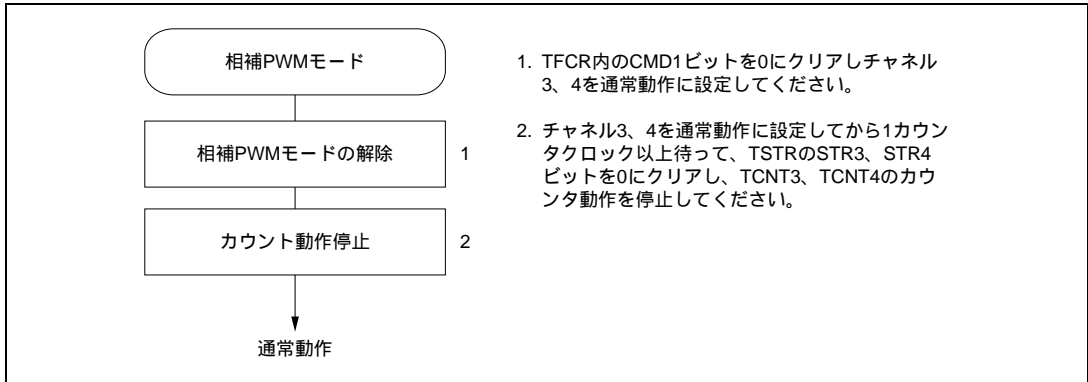 相補PWMモード
相補PWMモードの解除 1
カウント動作停止 2
通常動作
1. TFCR内のCMD1ビットを0にクリアしチャネル
3、4を通常動作に設定してください。
2. チャネル3、4を通常動作に設定してから1カウン
タクロック以上待って、TSTRのSTR3、STR4
ビットを0にクリアし、TCNT3、TCNT4のカウ
ンタ動作を停止してください。